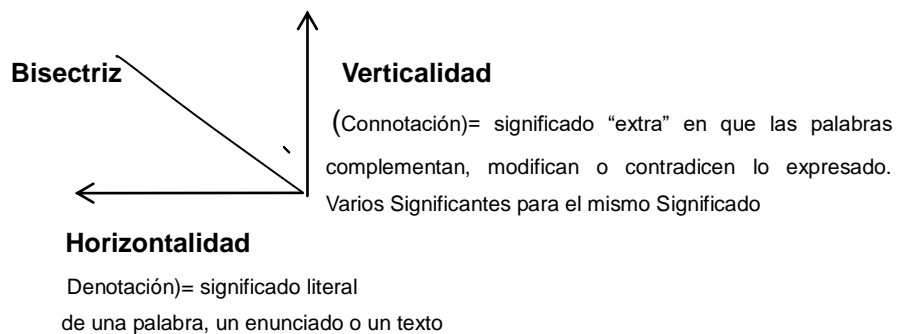 Bisectriz
Verticalidad
(Connotación)= significado “extra” en que las palabras
complementan, modifican o contradicen lo expresado.
Varios Significantes para el mismo Significado
Horizontalidad
Denotación)= significado literal
de una palabra, un enunciado o un texto